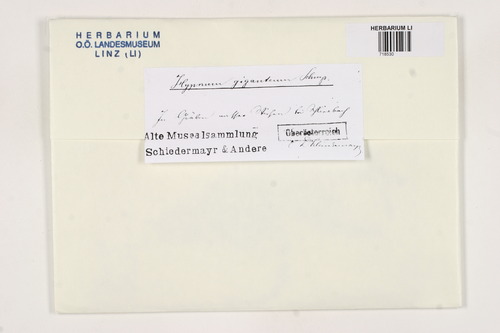 HERBARIUM
O.Ö. LANDESMUSEUM
LINZ (LI)
HERBARIUM LI
Hypnum giganteum Schimp.
Alte Musealsammlung
Oberösterreich
Schiedermayr & Andere